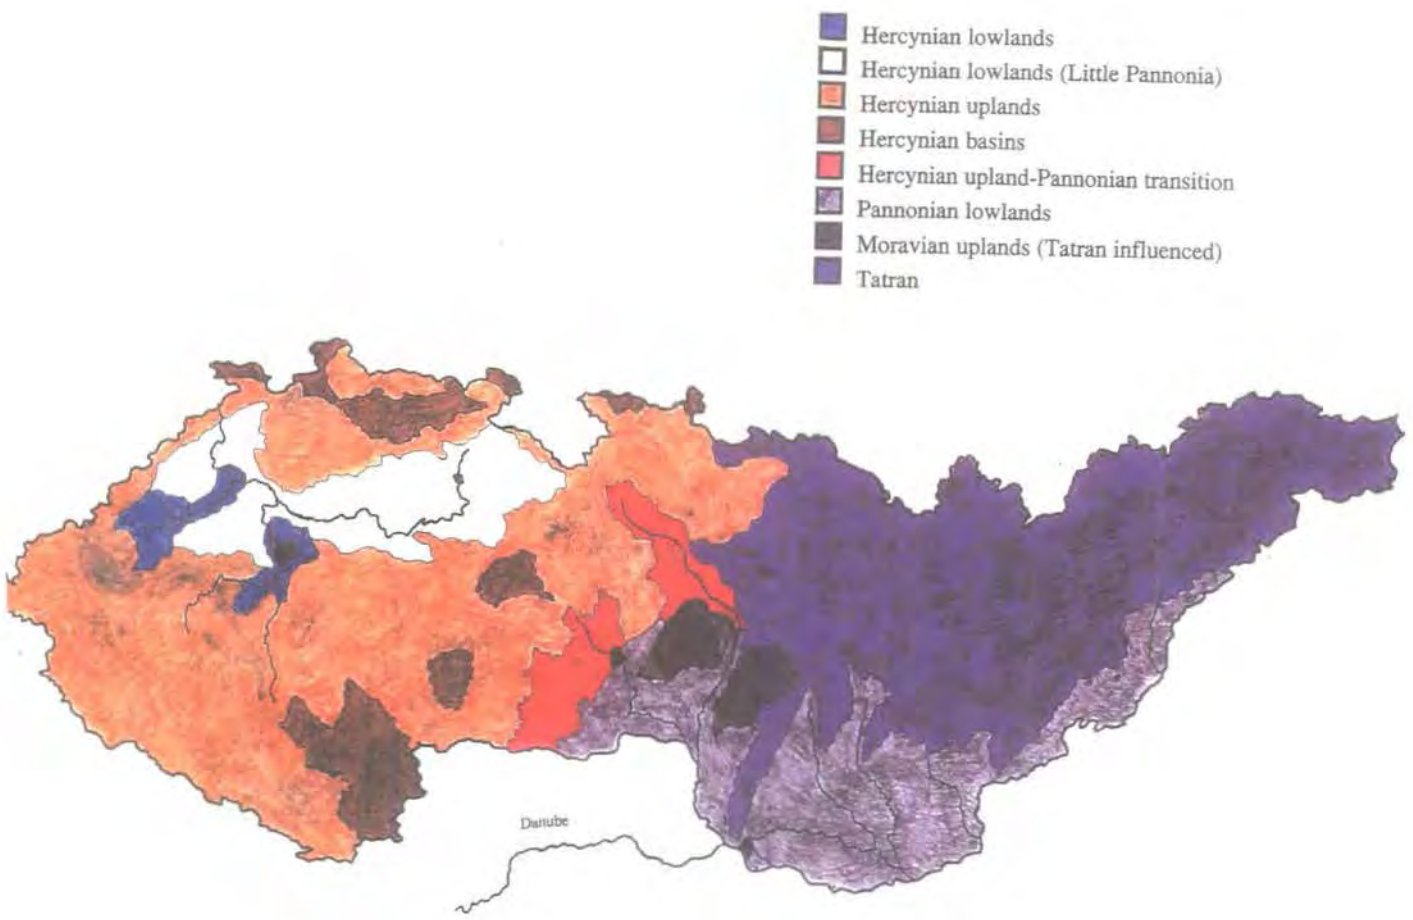 Hercynian lowlands
Hercynian lowlands (Little Pannonia)
Hercynian uplands
Hercynian basins
Hercynian upland-Pannonian transition
Pannonian lowlands
Moravian uplands (Tatran influenced)
Tatran
Danube